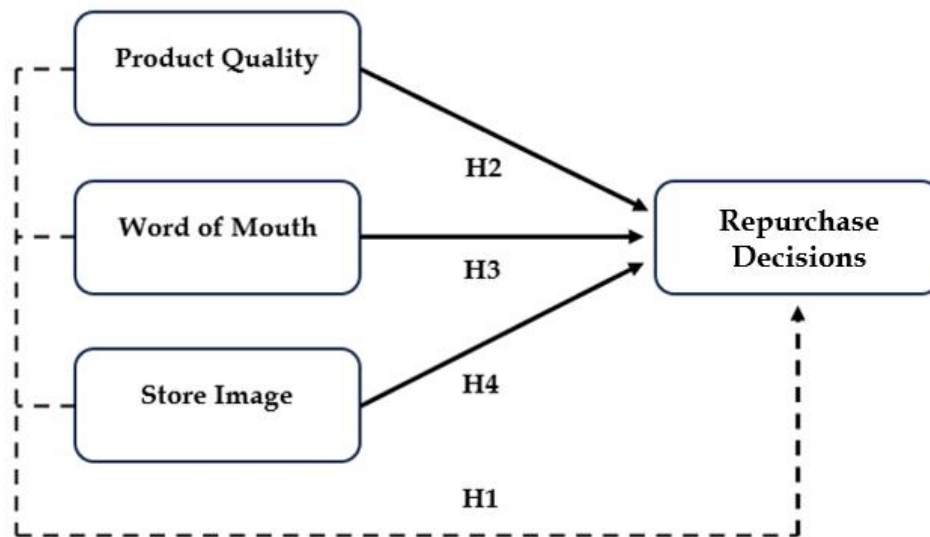 Product Quality
H2
Word of Mouth
Repurchase
Decisions
H3
Store Image
H4
H1